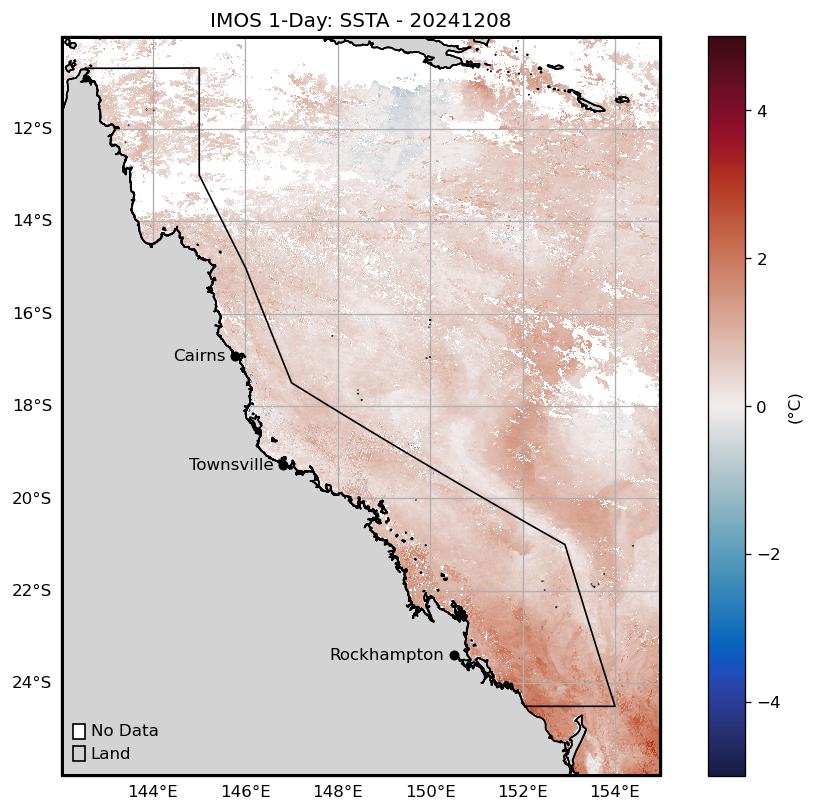 IMOS 1-Day: SSTA - 20241208
12°S
14°S
16°S
18°S
20°S
22°S
24°S
Cairns
Townsville
Rockhampton
No Data
Land
144°E 146°E 148°E 150°E 152°E 154°E
4
2
0
−2
−4
(°C)